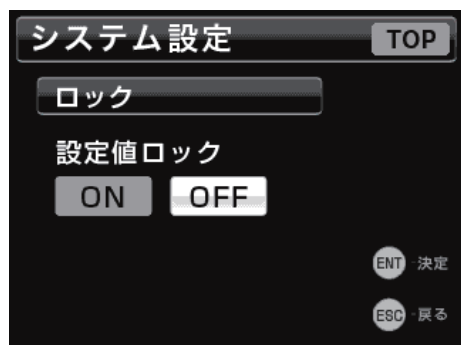 システム設定 TOP
ロック
設定値ロック
ON OFF
ENT - 決定
ESC - 戻る